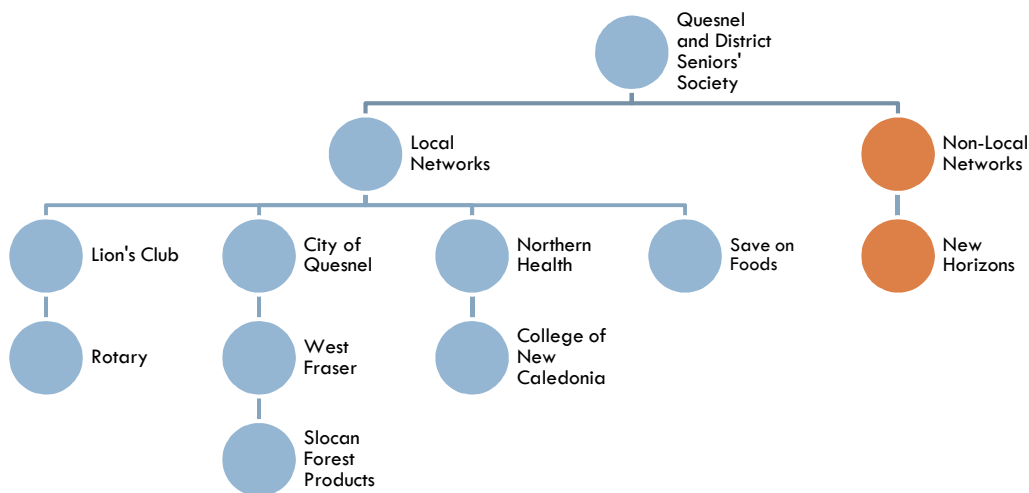 Quesnel
and District
Seniors'
Society
Local
Networks
Non-Local
Networks
Lion's Club
City of
Quesnel
Northern
Health
Save on
Foods
New
Horizons
Rotary
West
Fraser
College of
New
Caledonia
Slocan
Forest
Products